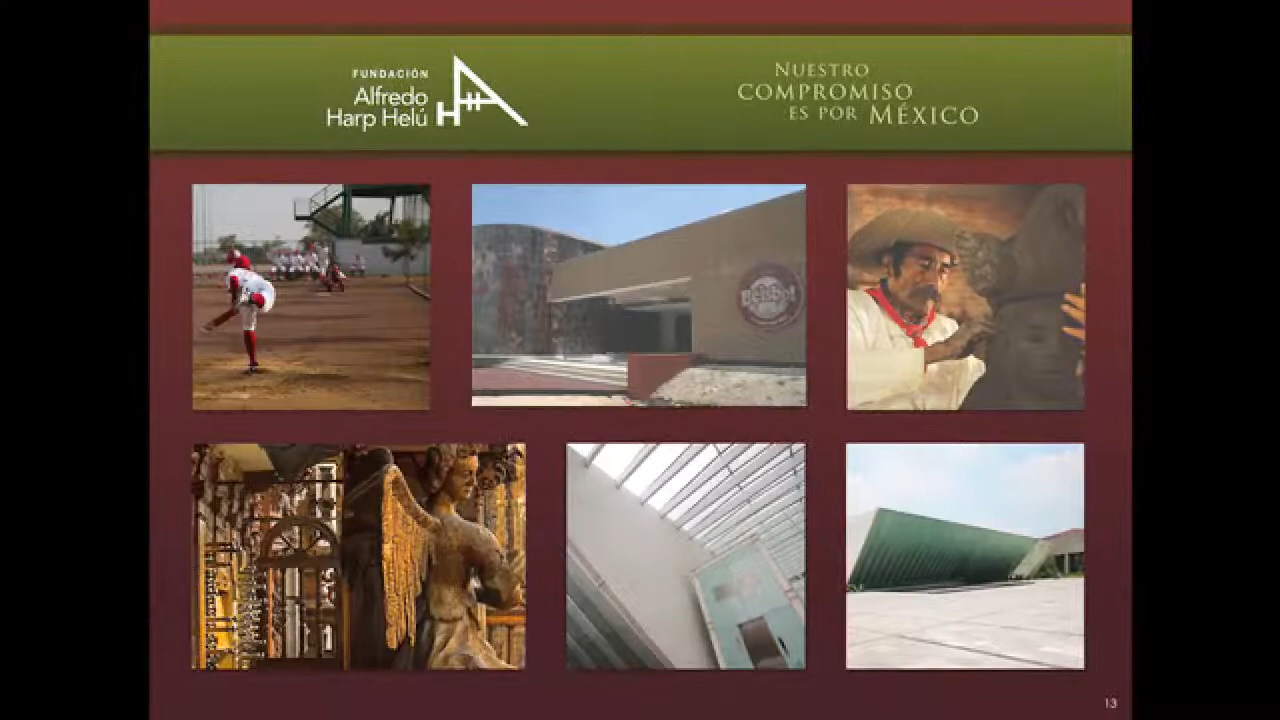 FUNDACIÓN
Alfredo
Harp Helú
NUESTRO
COMPROMISO
ES POR MÉXICO
13